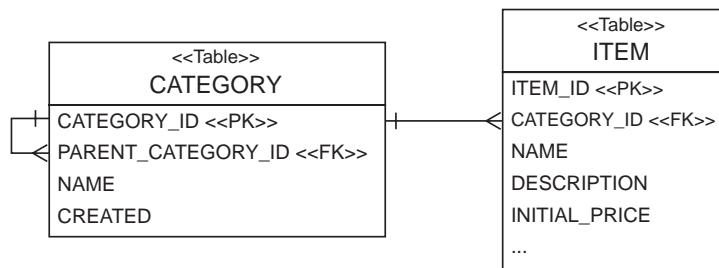 <<Table>>
CATEGORY
CATEGORY_ID <<PK>>
PARENT_CATEGORY_ID <<FK>>
NAME
CREATED
<<Table>>
ITEM
ITEM_ID <<PK>>
CATEGORY_ID <<FK>>
NAME
DESCRIPTION
INITIAL_PRICE
...